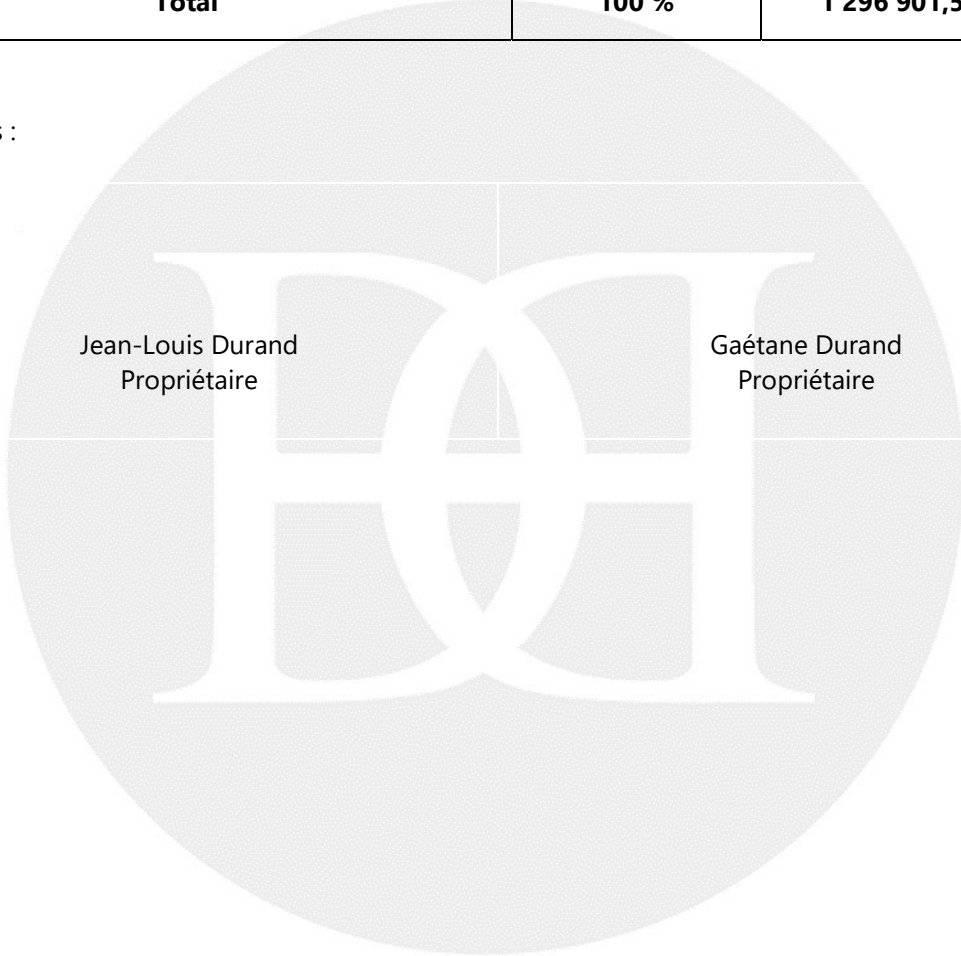 Total 100 % 1 296 901,5
s :
Jean-Louis Durand Gaétane Durand
Propriétaire Propriétaire